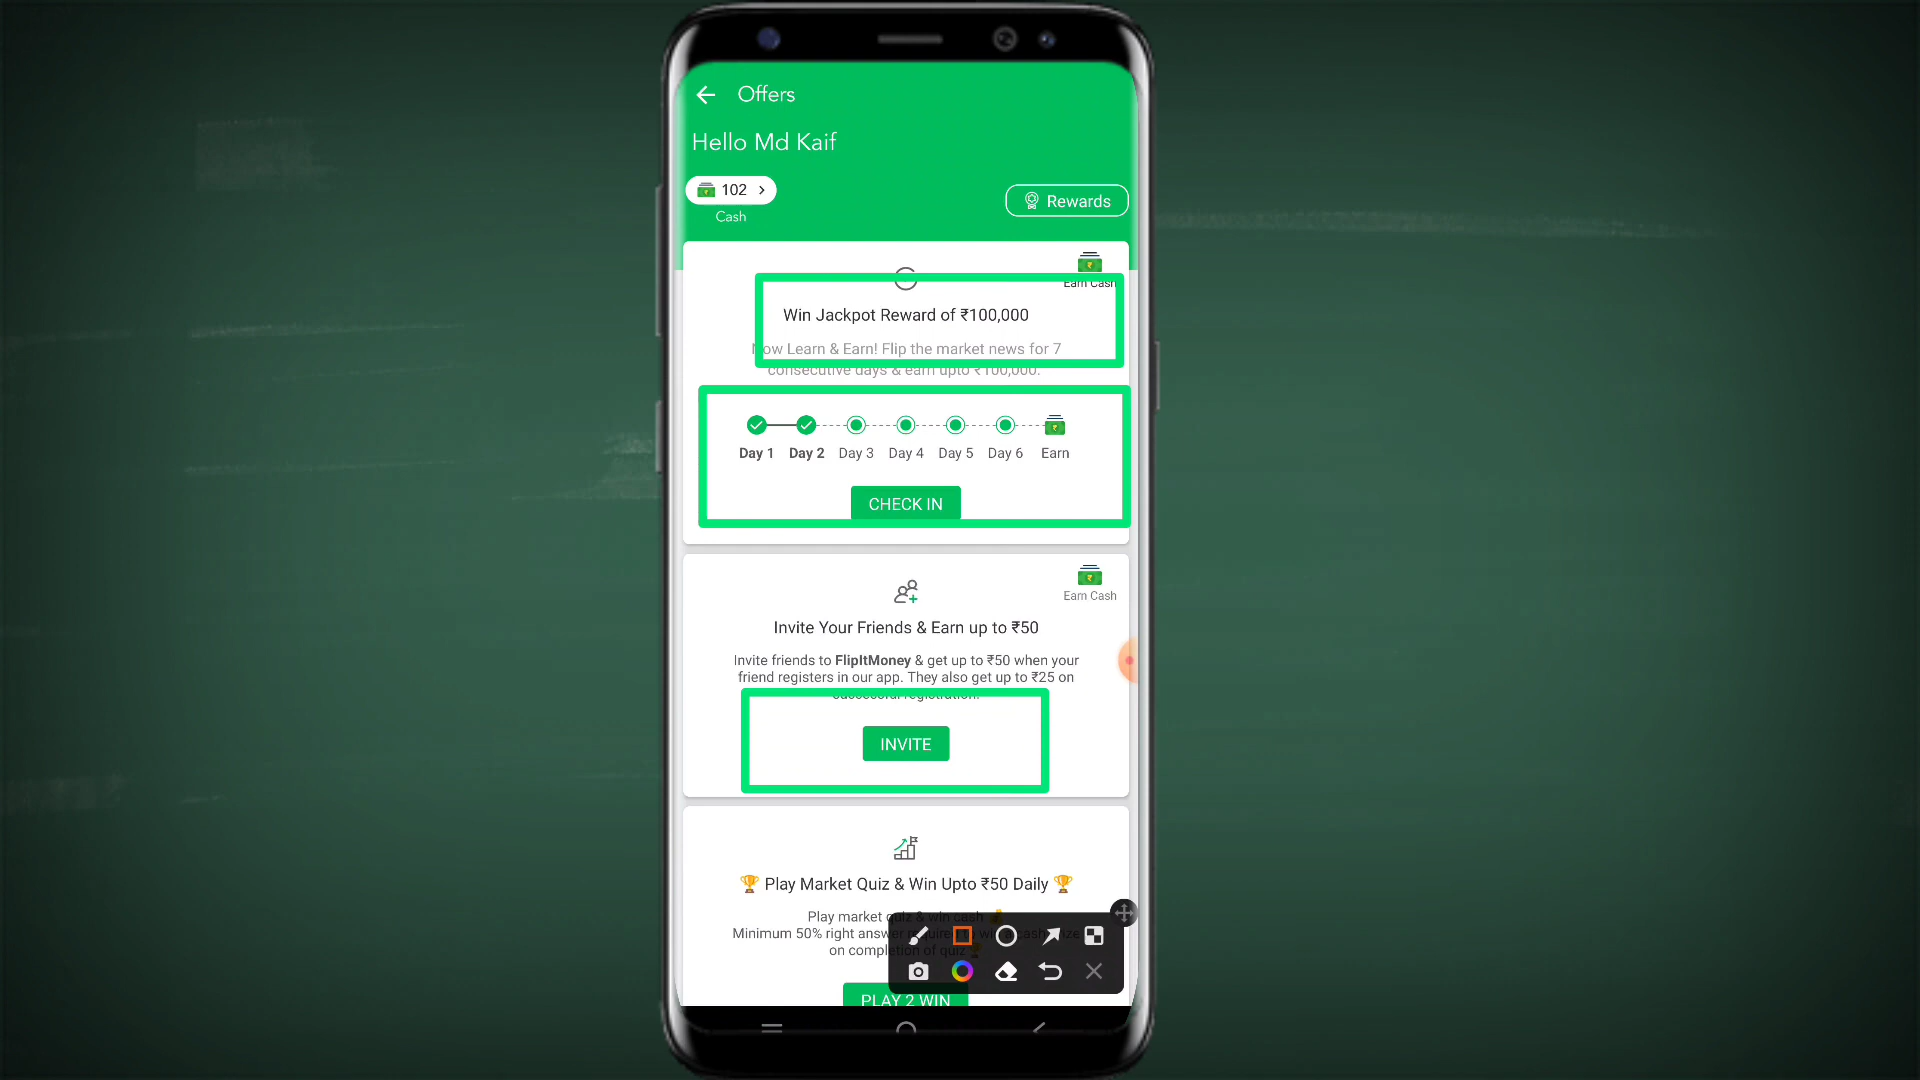 Offers
Hello Md Kaif
102
Cash
Rewards
Earn Cash
Win Jackpot Reward of ₹100,000
Now Learn & Earn! Flip the market news for 7
consecutive days & earn upto ₹100,000.
Day 1 Day 2 Day 3 Day 4 Day 5 Day 6 Earn
CHECK IN
Earn Cash
Invite Your Friends & Earn up to ₹50
Invite friends to FlipItMoney & get up to ₹50 when your
friend registers in our app. They also get up to ₹25 on
successful registration.
INVITE
🏆 Play Market Quiz & Win Upto ₹50 Daily 🏆
Play market quiz & win cash
Minimum 50% right answer required to win a cash prize
on completion of quiz
PLAY 2 WIN